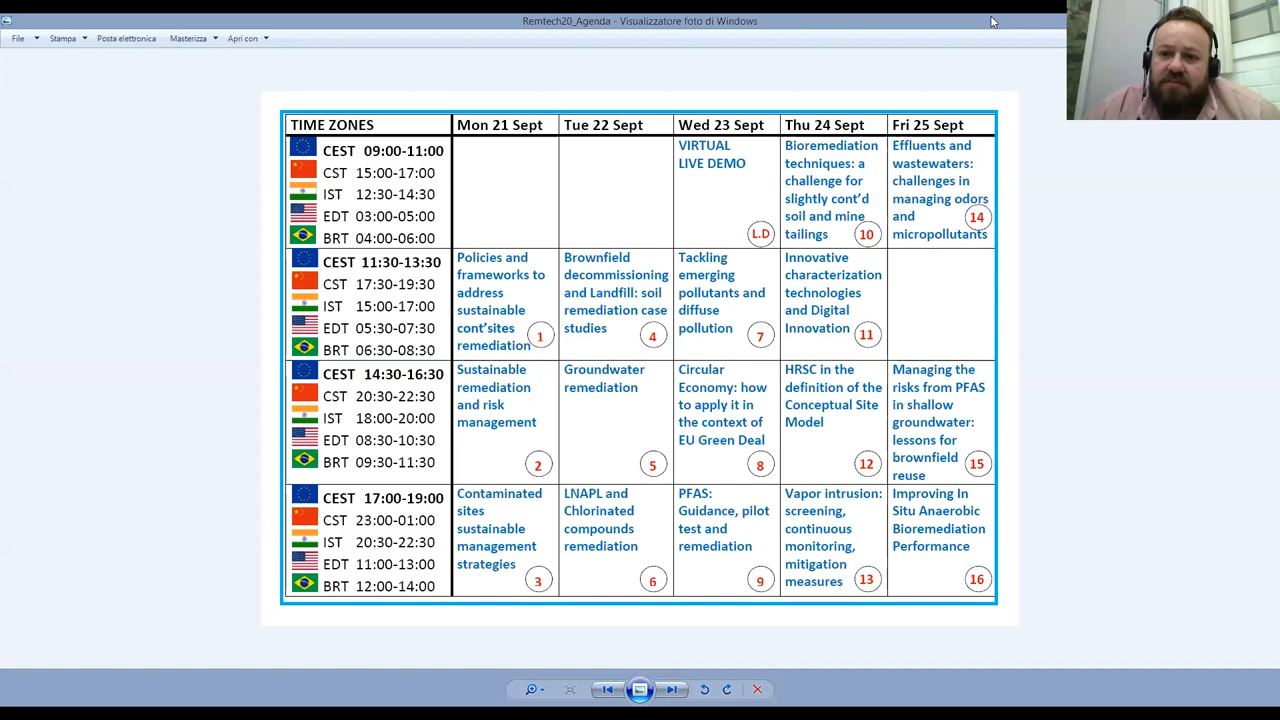 Remtech20_Agenda - Visualizzatore foto di Windows
File Stampa Posta elettronica Masterizza Apri con
TIME ZONES Mon 21 Sept Tue 22 Sept Wed 23 Sept Thu 24 Sept Fri 25 Sept
CEST 09:00-11:00
CST 15:00-17:00
IST 12:30-14:30
EDT 03:00-05:00
BRT 04:00-06:00
VIRTUAL
LIVE DEMO
L.D
Bioremediation
techniques: a
challenge for
slightly cont’d
soil and mine
tailings
10
Effluents and
wastewaters:
challenges in
managing odors
and
micropollutants
14
CEST 11:30-13:30
CST 17:30-19:30
IST 15:00-17:00
EDT 05:30-07:30
BRT 06:30-08:30
Policies and
frameworks to
address
sustainable
cont’sites
remediation
1
Brownfield
decommissioning
and Landfill: soil
remediation case
studies
4
Tackling
emerging
pollutants and
diffuse
pollution
7
Innovative
characterization
technologies
and Digital
Innovation
11
CEST 14:30-16:30
CST 20:30-22:30
IST 18:00-20:00
EDT 08:30-10:30
BRT 09:30-11:30
Sustainable
remediation
and risk
management
2
Groundwater
remediation
5
Circular
Economy: how
to apply it in
the context of
EU Green Deal
8
HRSC in the
definition of the
Conceptual Site
Model
12
Managing the
risks from PFAS
in shallow
groundwater:
lessons for
brownfield
reuse
15
CEST 17:00-19:00
CST 23:00-01:00
IST 20:30-22:30
EDT 11:00-13:00
BRT 12:00-14:00
Contaminated
sites
sustainable
management
strategies
3
LNAPL and
Chlorinated
compounds
remediation
6
PFAS:
Guidance, pilot
test and
remediation
9
Vapor intrusion:
screening,
continuous
monitoring,
mitigation
measures
13
Improving In
Situ Anaerobic
Bioremediation
Performance
16